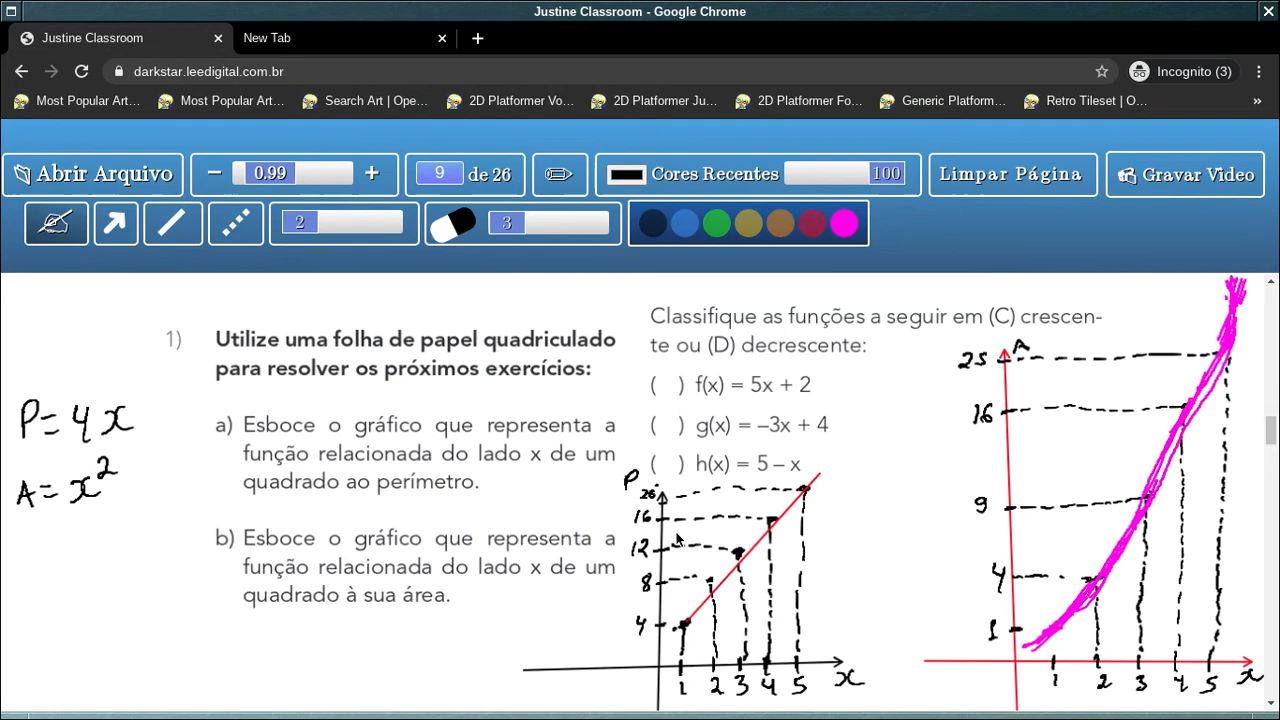 Justine Classroom - Google Chrome
Justine Classroom
New Tab
darkstar.leedigital.com.br
Incognito (3)
Most Popular Art…
Most Popular Art…
Search Art | Ope…
2D Platformer Vo…
2D Platformer Ju…
2D Platformer Fo…
Generic Platform…
Retro Tileset | O…
»
Abrir Arquivo
− 0.99 +
9 de 26
Cores Recentes 100
Limpar Página
Gravar Video
2
3
1) Utilize uma folha de papel quadriculado
para resolver os próximos exercícios:
a) Esboce o gráfico que representa a
função relacionada do lado x de um
quadrado ao perímetro.
b) Esboce o gráfico que representa a
função relacionada do lado x de um
quadrado à sua área.
P = 4x
A = x²
Classifique as funções a seguir em (C) crescen-
te ou (D) decrescente:
( ) f(x) = 5x + 2
( ) g(x) = –3x + 4
( ) h(x) = 5 – x
P
16
12
8
4
1 2 3 4 5 x
A
25
16
9
4
1
1 2 3 4 5 x